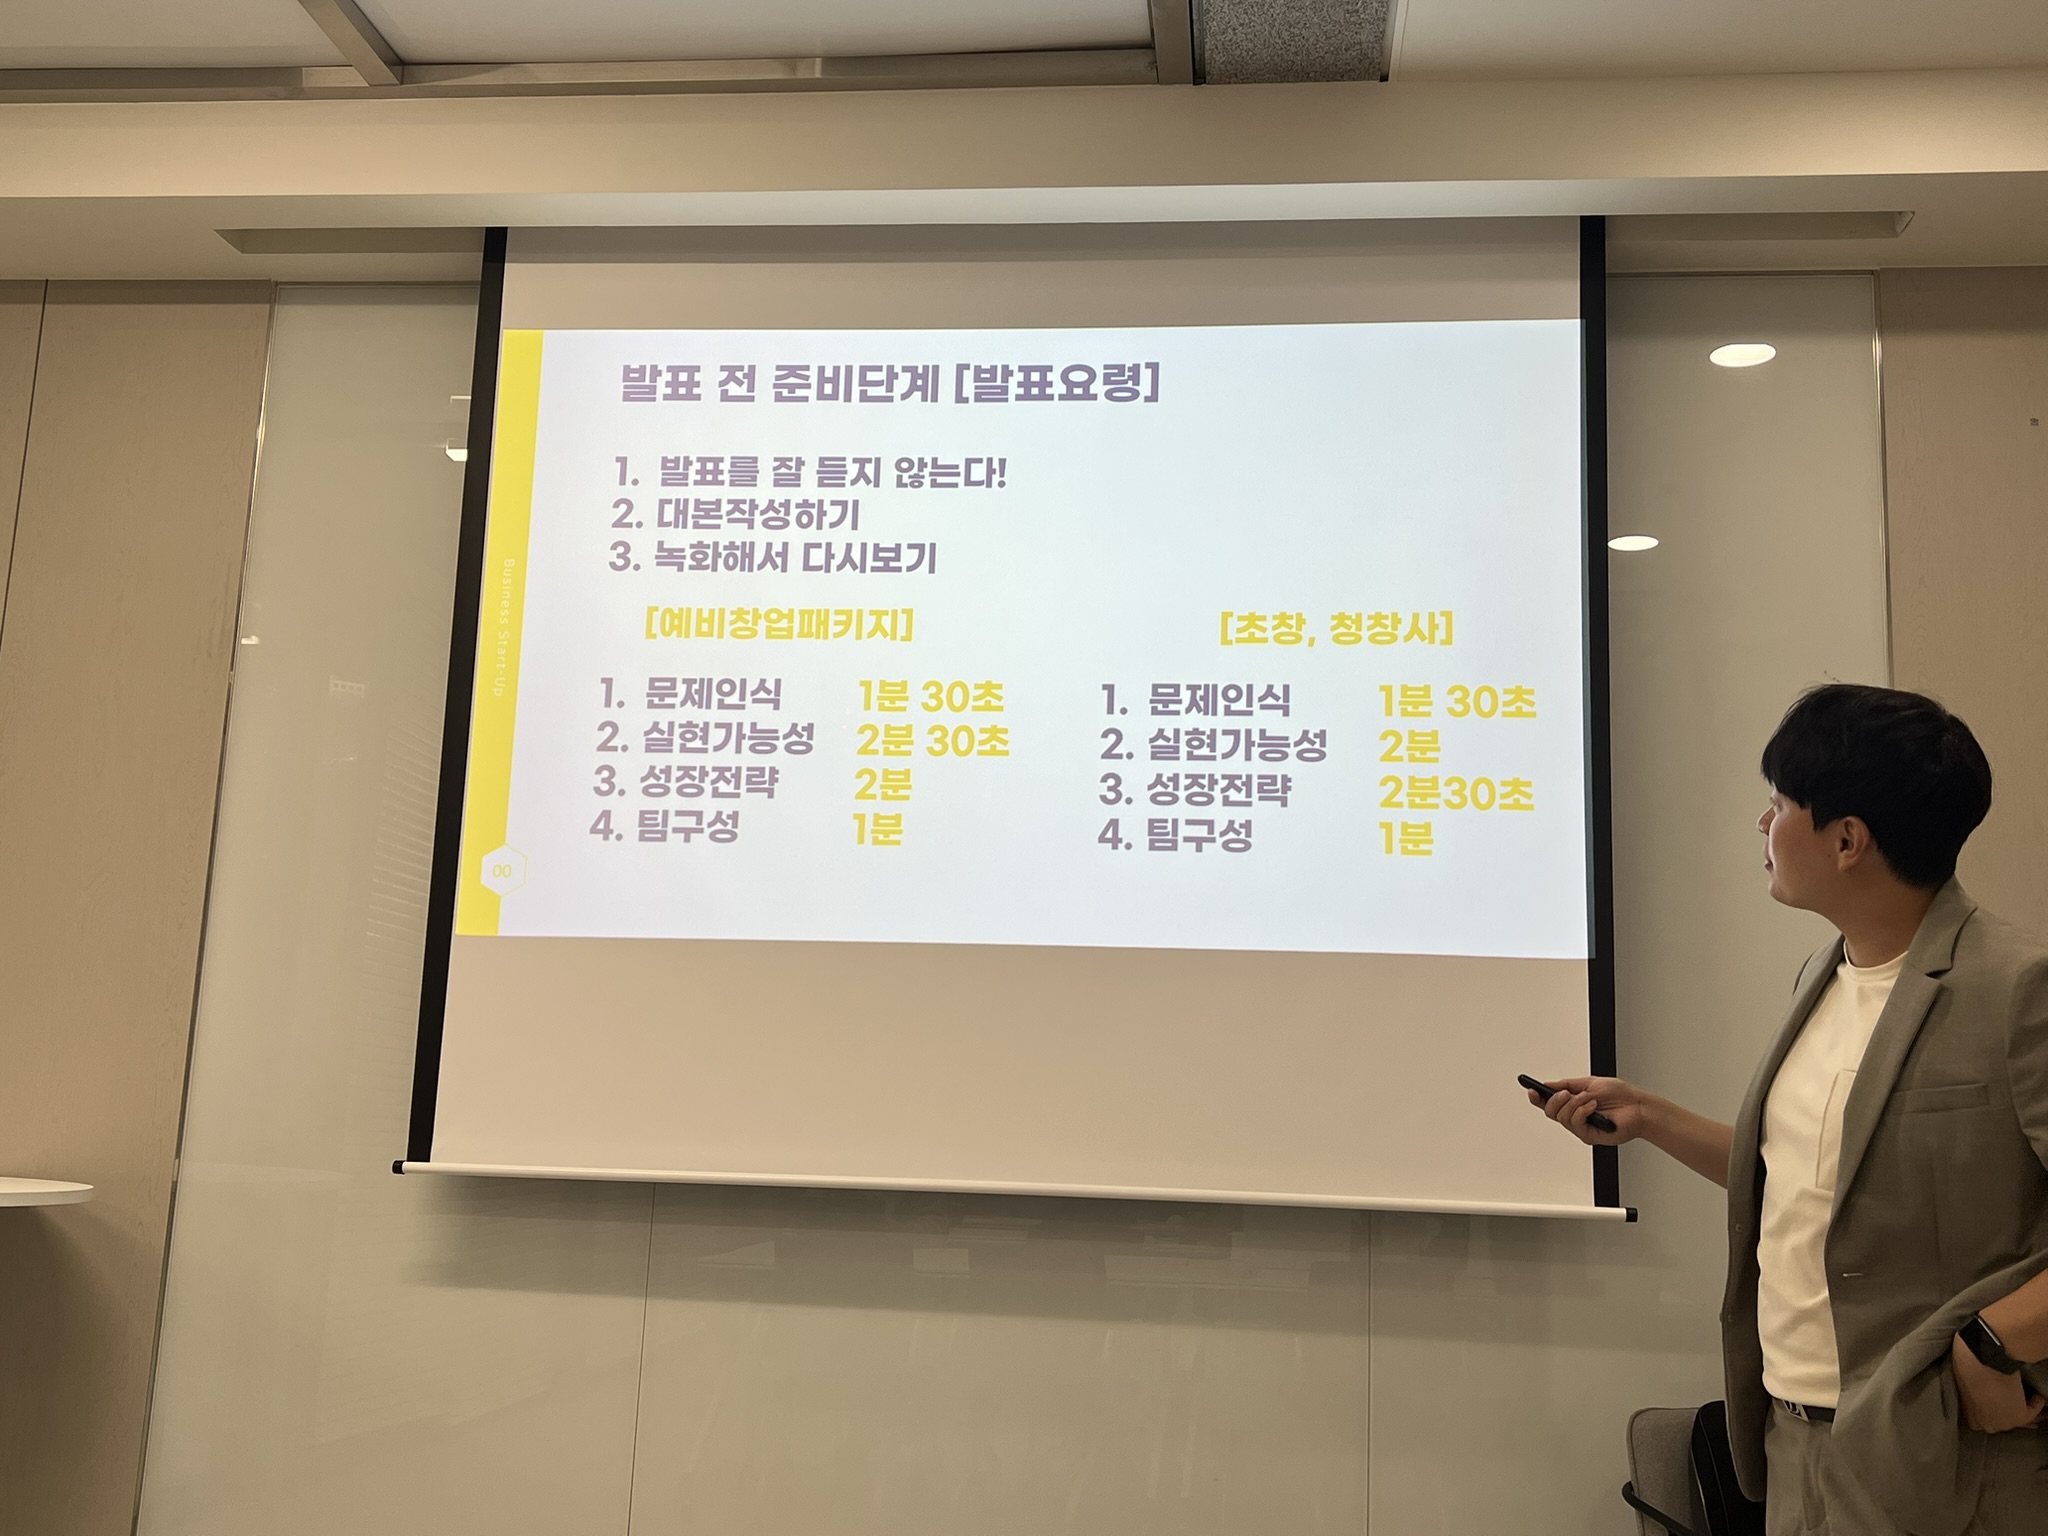 발표 전 준비단계 [발표요령]
1. 발표를 잘 듣지 않는다!
2. 대본작성하기
3. 녹화해서 다시보기
[예비창업패키지]
1. 문제인식 1분 30초
2. 실현가능성 2분 30초
3. 성장전략 2분
4. 팀구성 1분
[초창, 청창사]
1. 문제인식 1분 30초
2. 실현가능성 2분
3. 성장전략 2분30초
4. 팀구성 1분
Business Start-Up
00